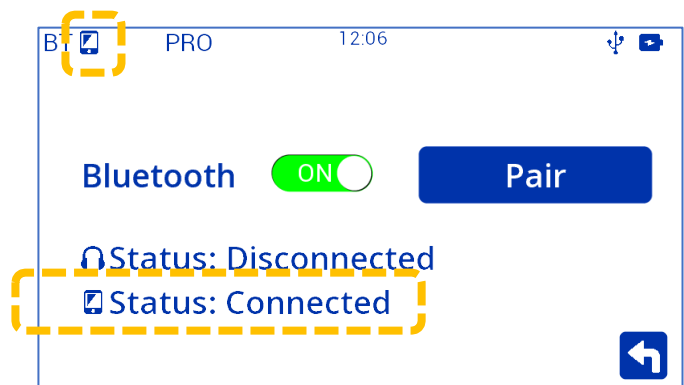 BT PRO 12:06
Bluetooth ON Pair
Status: Disconnected
Status: Connected